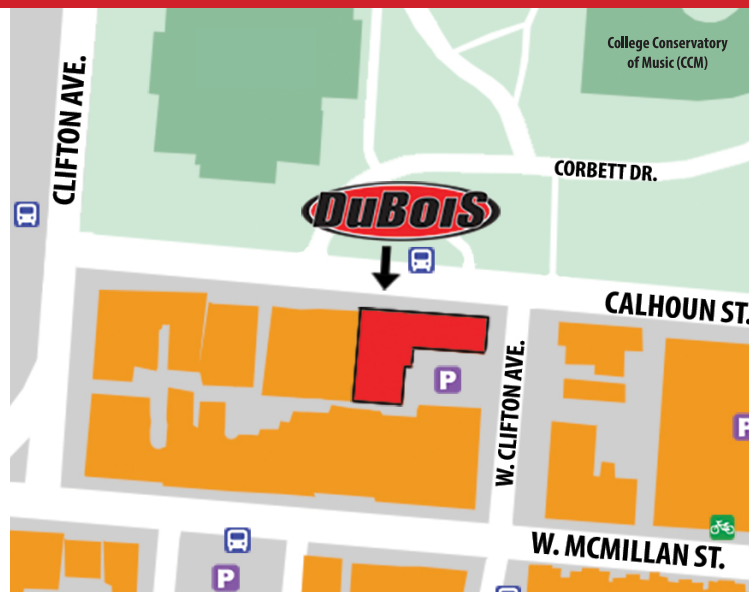 College Conservatory
of Music (CCM)
CLIFTON AVE.
CORBETT DR.
DuBoiS
CALHOUN ST.
W. CLIFTON AVE.
P
P
W. MCMILLAN ST.
P